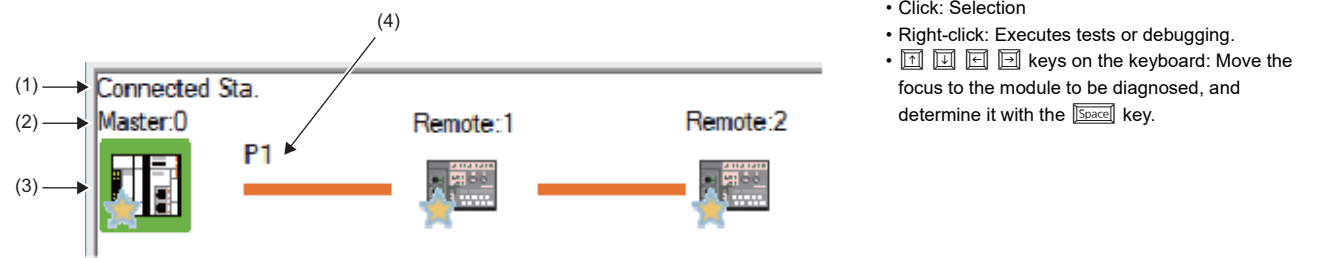 (4)
(1)
Connected Sta.
(2)
Master:0
Remote:1
Remote:2
P1
(3)
• Click: Selection
• Right-click: Executes tests or debugging.
• ↑ ↓ ← → keys on the keyboard: Move the
focus to the module to be diagnosed, and
determine it with the Space key.